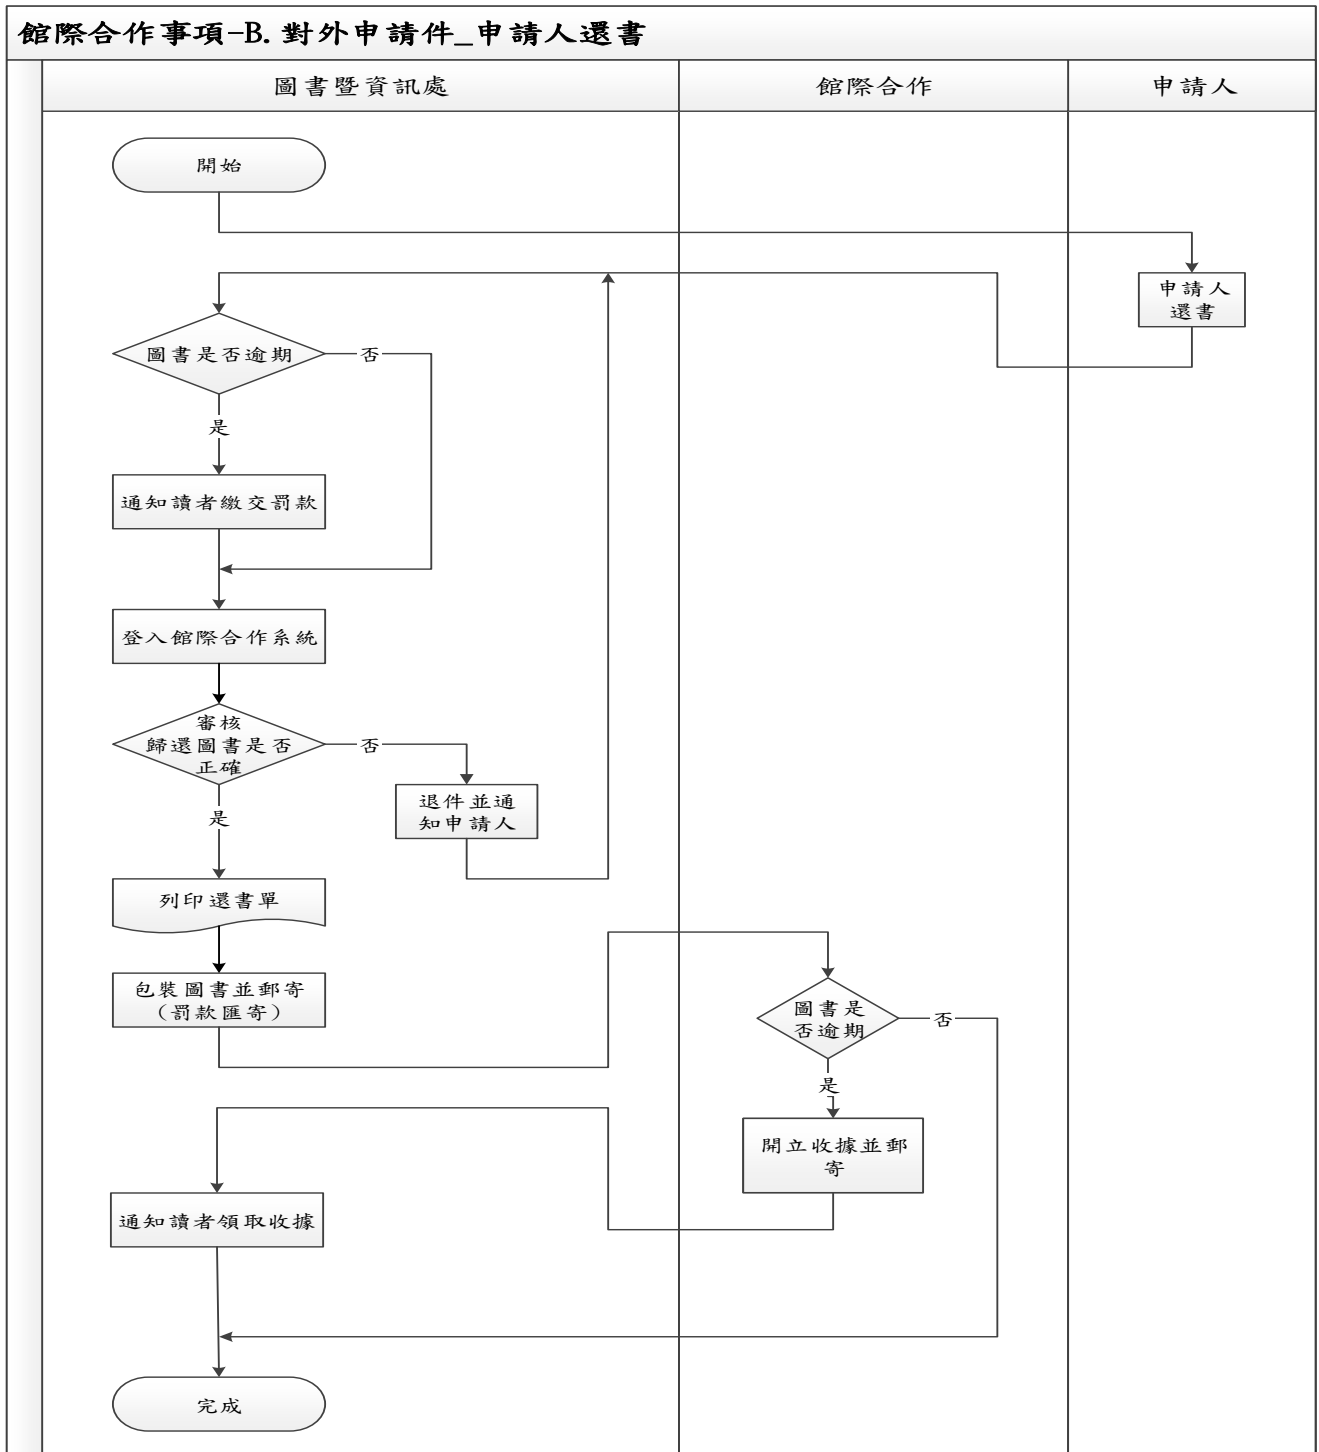 館際合作事項-B.對外申請件_申請人還書
圖書暨資訊處
館際合作
申請人
開始
申請人
還書
圖書是否逾期
否
是
通知讀者繳交罰款
登入館際合作系統
審核
歸還圖書是否
正確
否
退件並通
知申請人
是
列印還書單
包裝圖書並郵寄
(罰款匯寄)
圖書是
否逾期
否
是
開立收據並郵
寄
通知讀者領取收據
完成